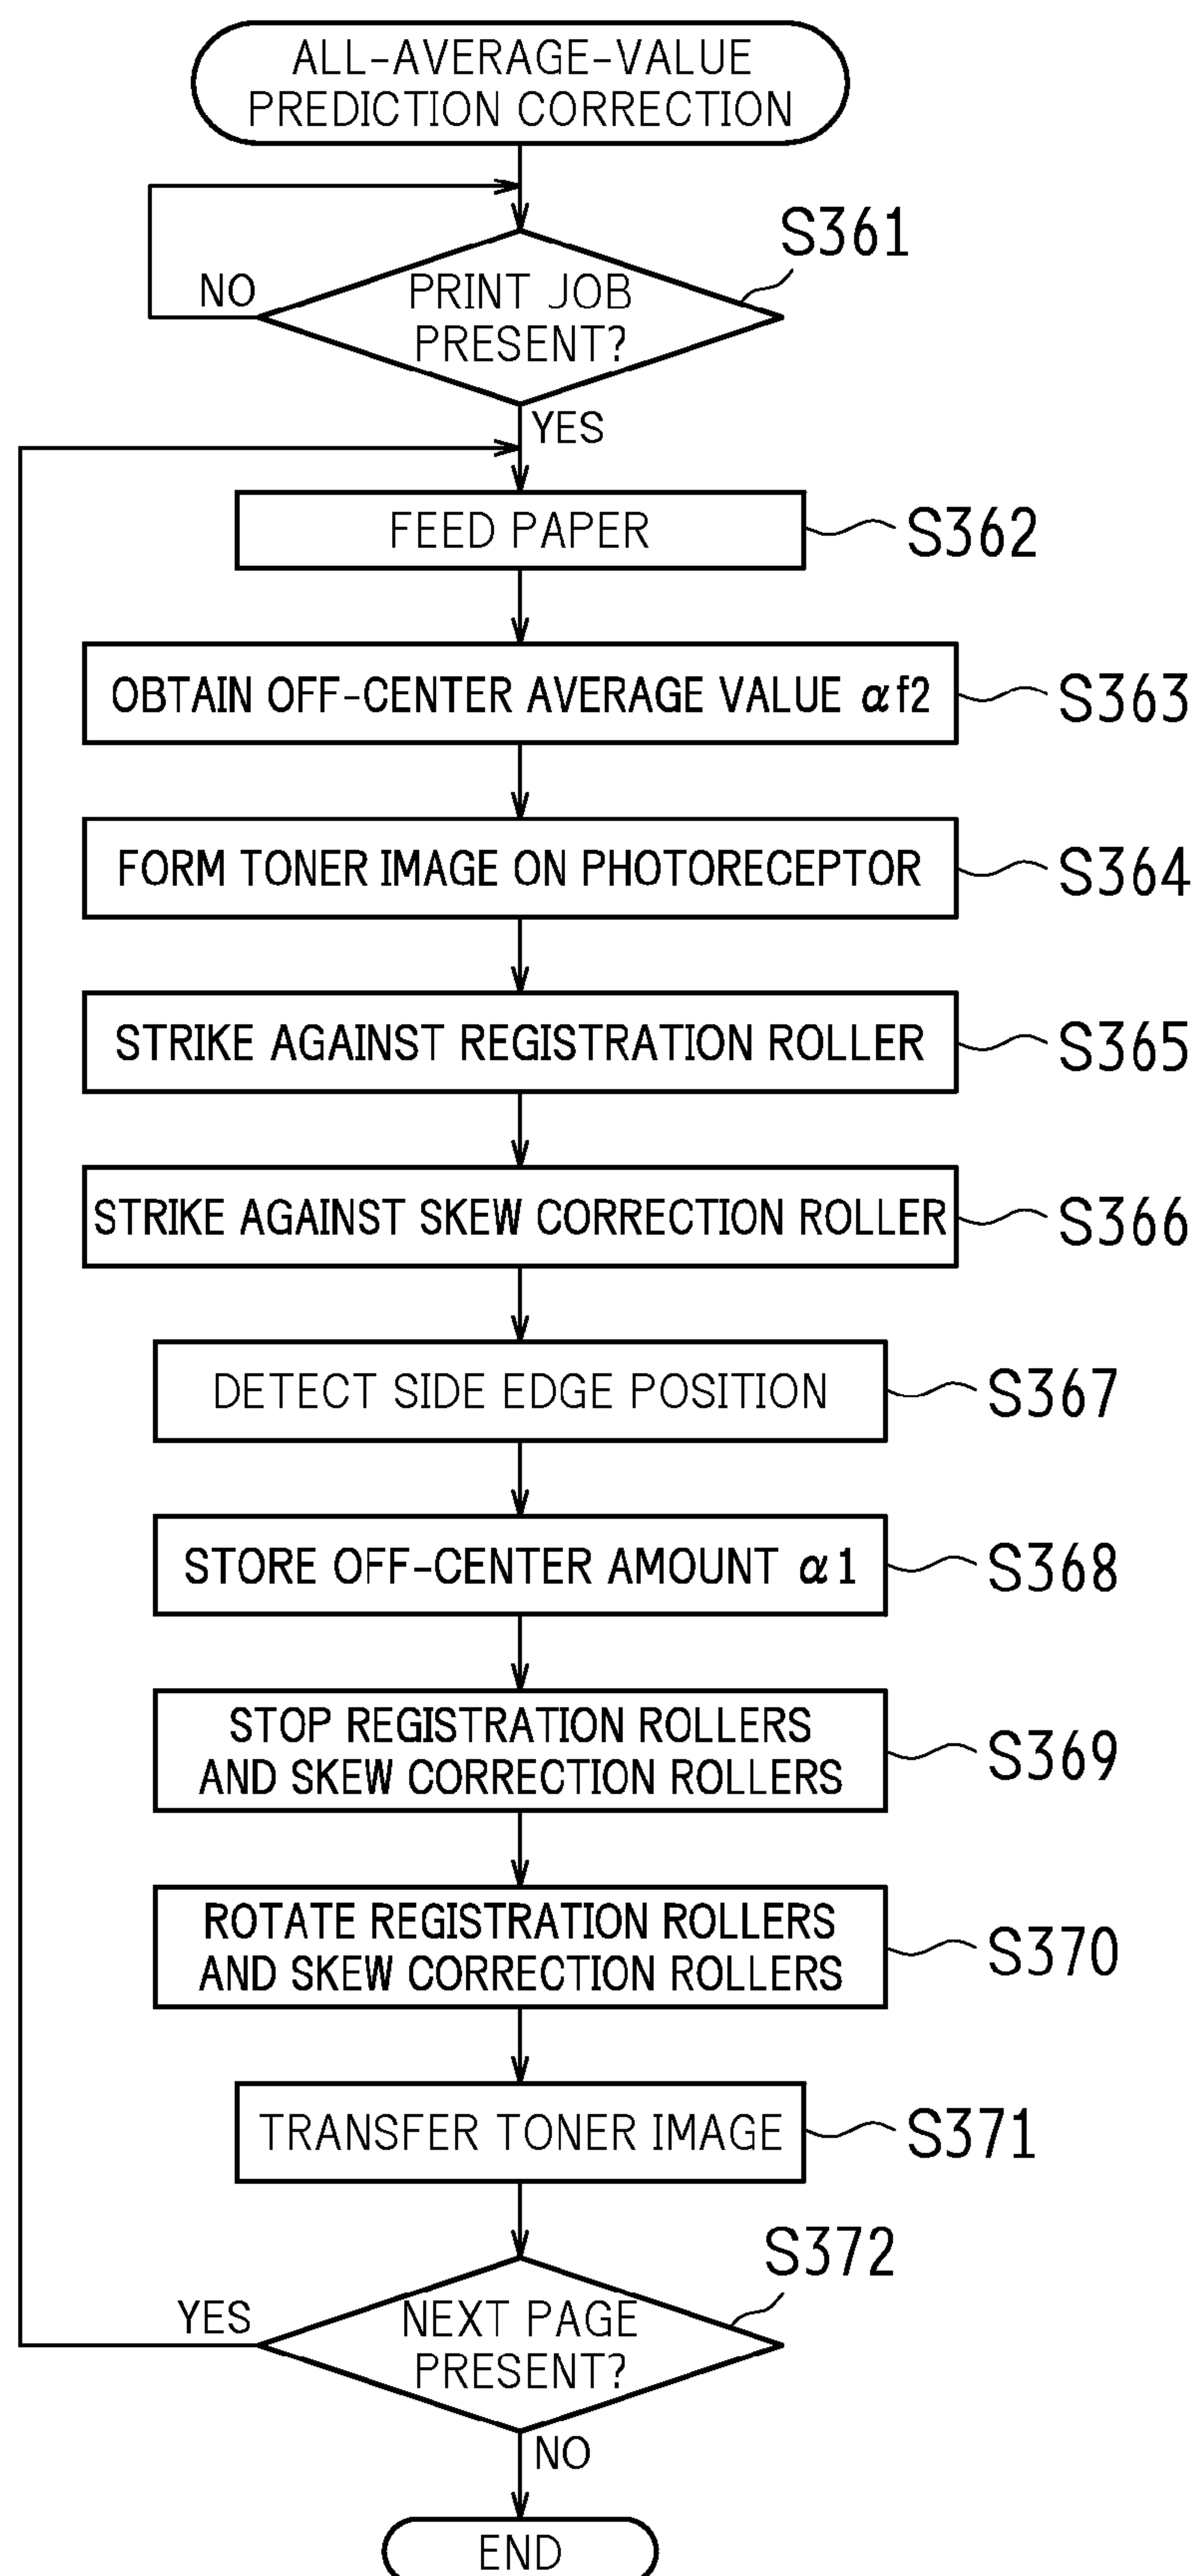 ALL-AVERAGE-VALUE
PREDICTION CORRECTION
S361
NO
PRINT JOB
PRESENT?
YES
FEED PAPER
S362
OBTAIN OFF-CENTER AVERAGE VALUE αf2
S363
FORM TONER IMAGE ON PHOTORECEPTOR
S364
STRIKE AGAINST REGISTRATION ROLLER
S365
STRIKE AGAINST SKEW CORRECTION ROLLER
S366
DETECT SIDE EDGE POSITION
S367
STORE OFF-CENTER AMOUNT α1
S368
STOP REGISTRATION ROLLERS
AND SKEW CORRECTION ROLLERS
S369
ROTATE REGISTRATION ROLLERS
AND SKEW CORRECTION ROLLERS
S370
TRANSFER TONER IMAGE
S371
S372
YES
NEXT PAGE
PRESENT?
NO
END